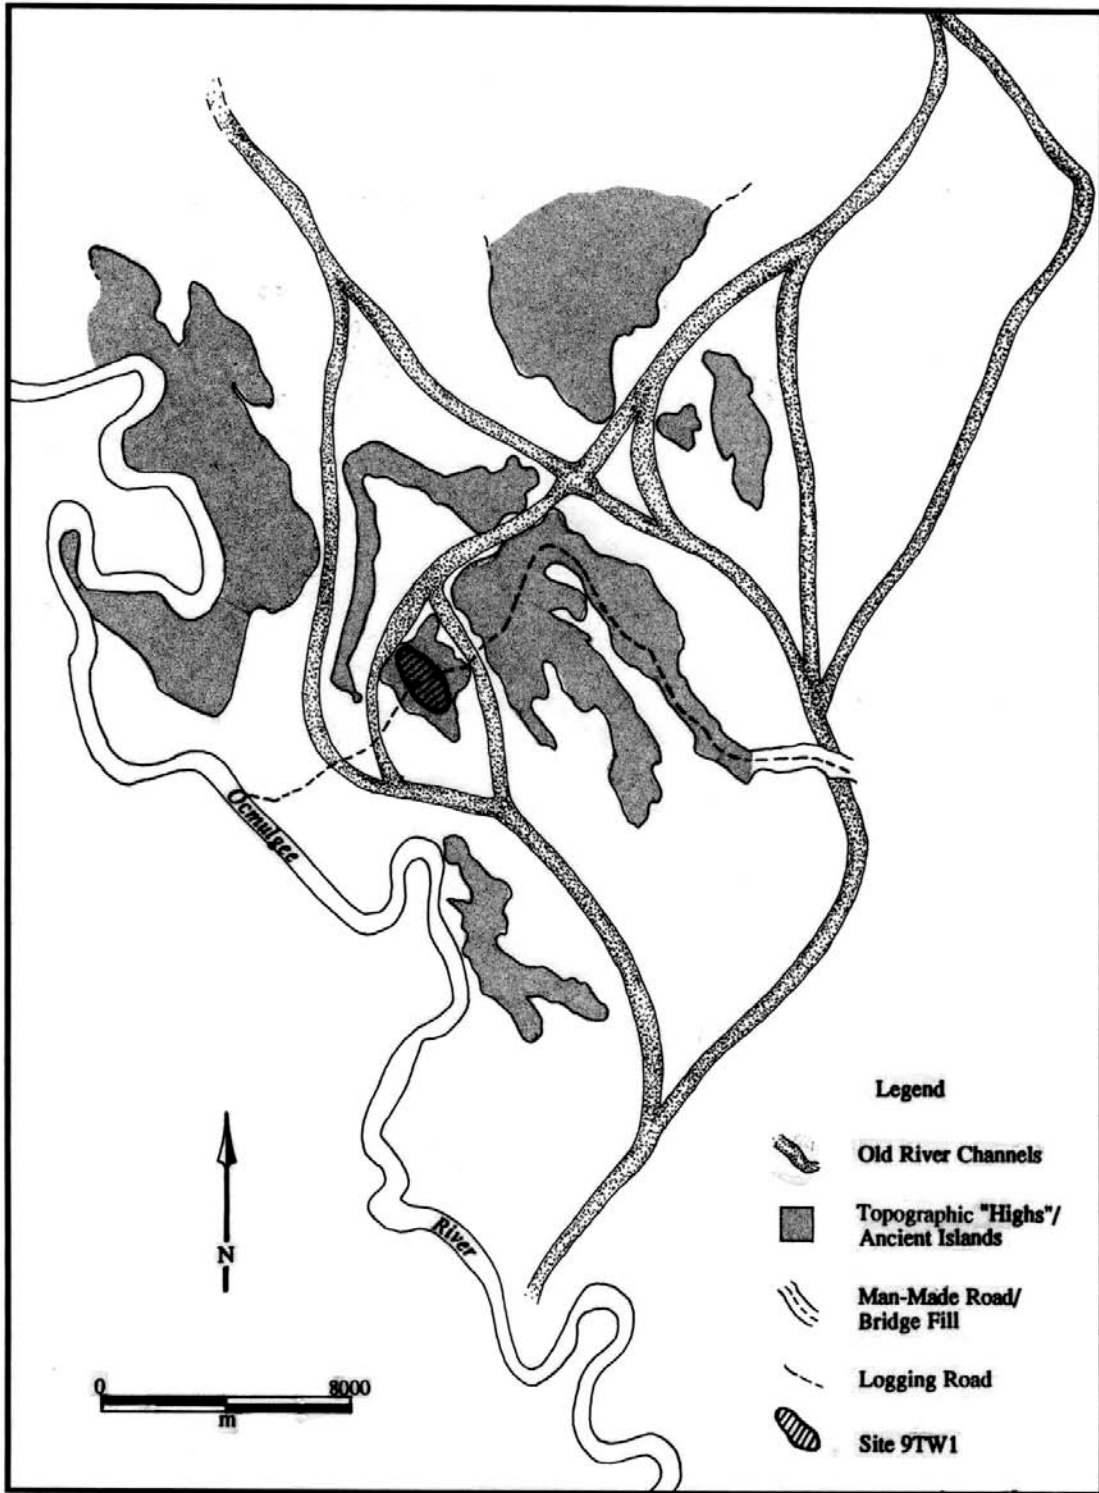 Ocmulgee
River
N
0 8000
m
Legend
Old River Channels
Topographic "Highs"/
Ancient Islands
Man-Made Road/
Bridge Fill
Logging Road
Site 9TW1